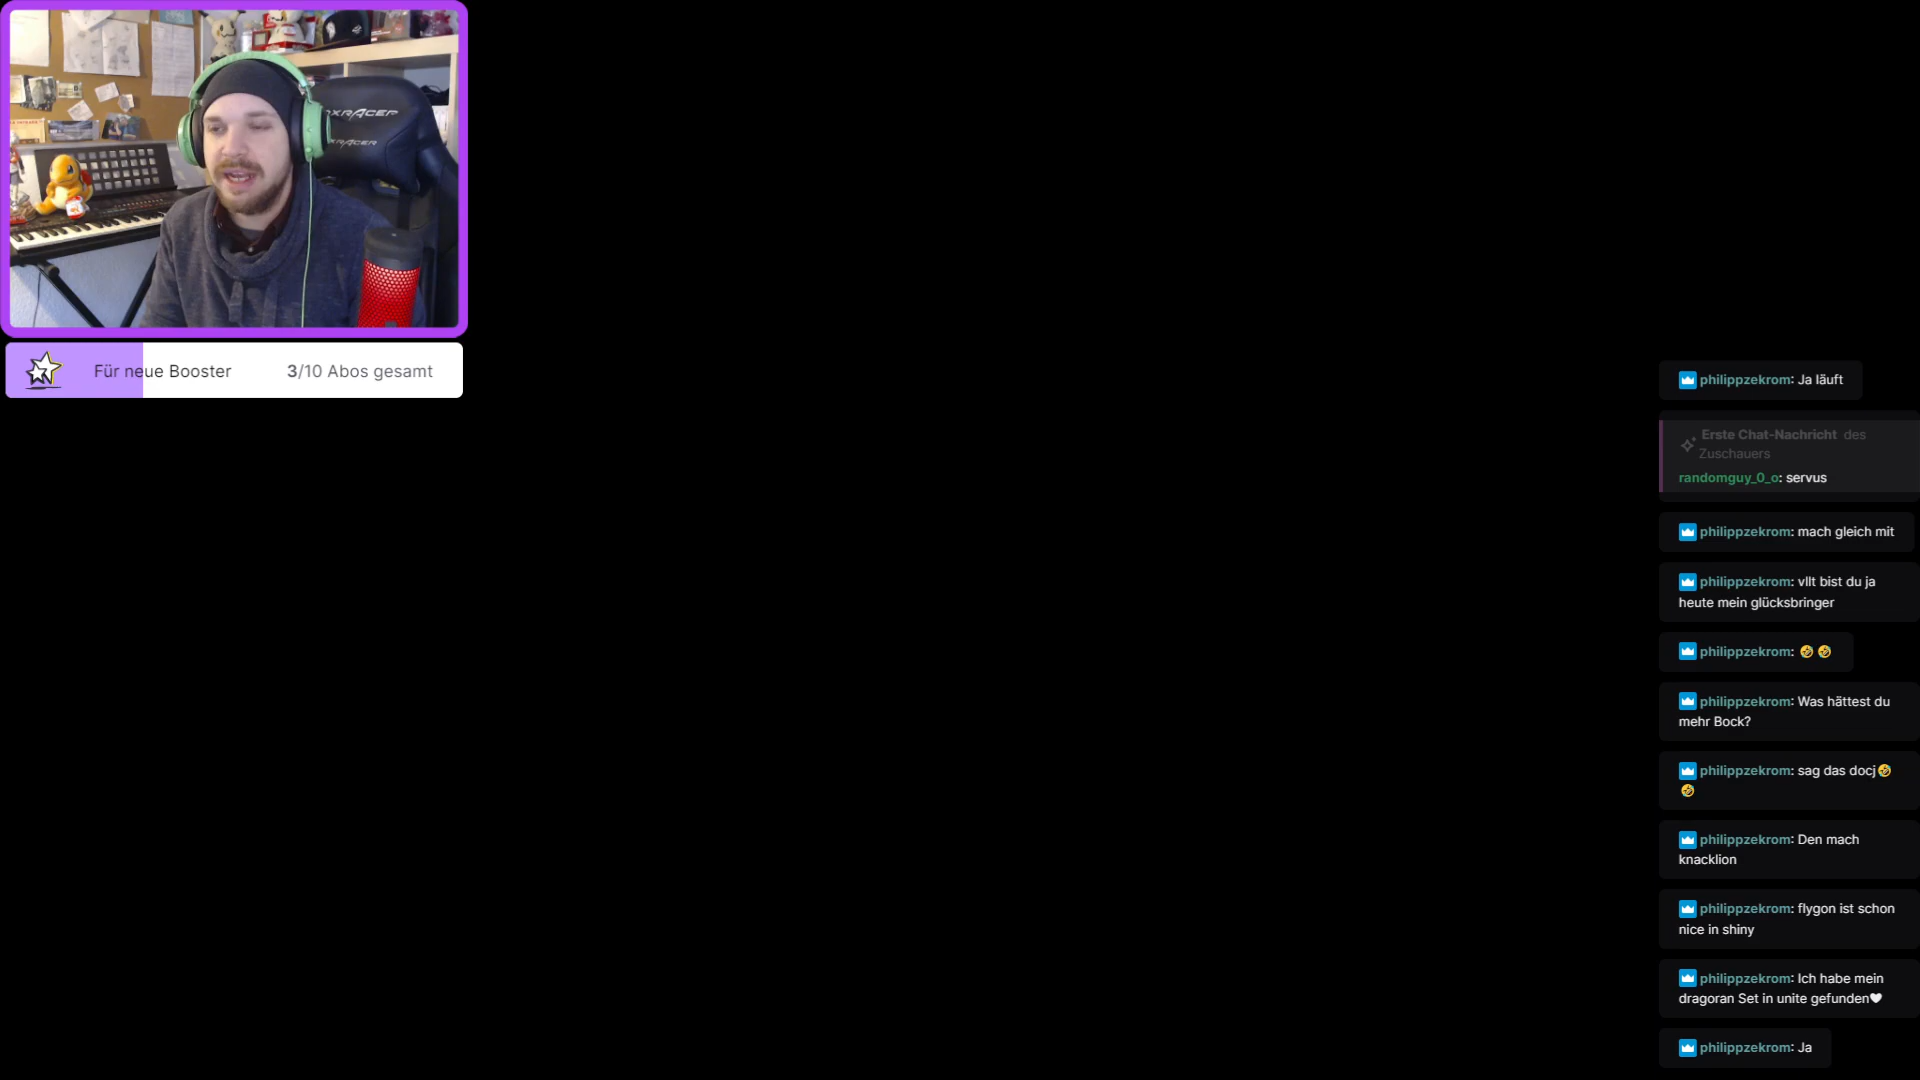 DXRACER
XRACER
Für neue Booster 3/10 Abos gesamt
philippzekrom: Ja läuft
Erste Chat-Nachricht des
Zuschauers
randomguy_0_o: servus
philippzekrom: mach gleich mit
philippzekrom: vllt bist du ja
heute mein glücksbringer
philippzekrom: 🤣 🤣
philippzekrom: Was hättest du
mehr Bock?
philippzekrom: sag das docj🤣
🤣
philippzekrom: Den mach
knacklion
philippzekrom: flygon ist schon
nice in shiny
philippzekrom: Ich habe mein
dragoran Set in unite gefunden♥
philippzekrom: Ja